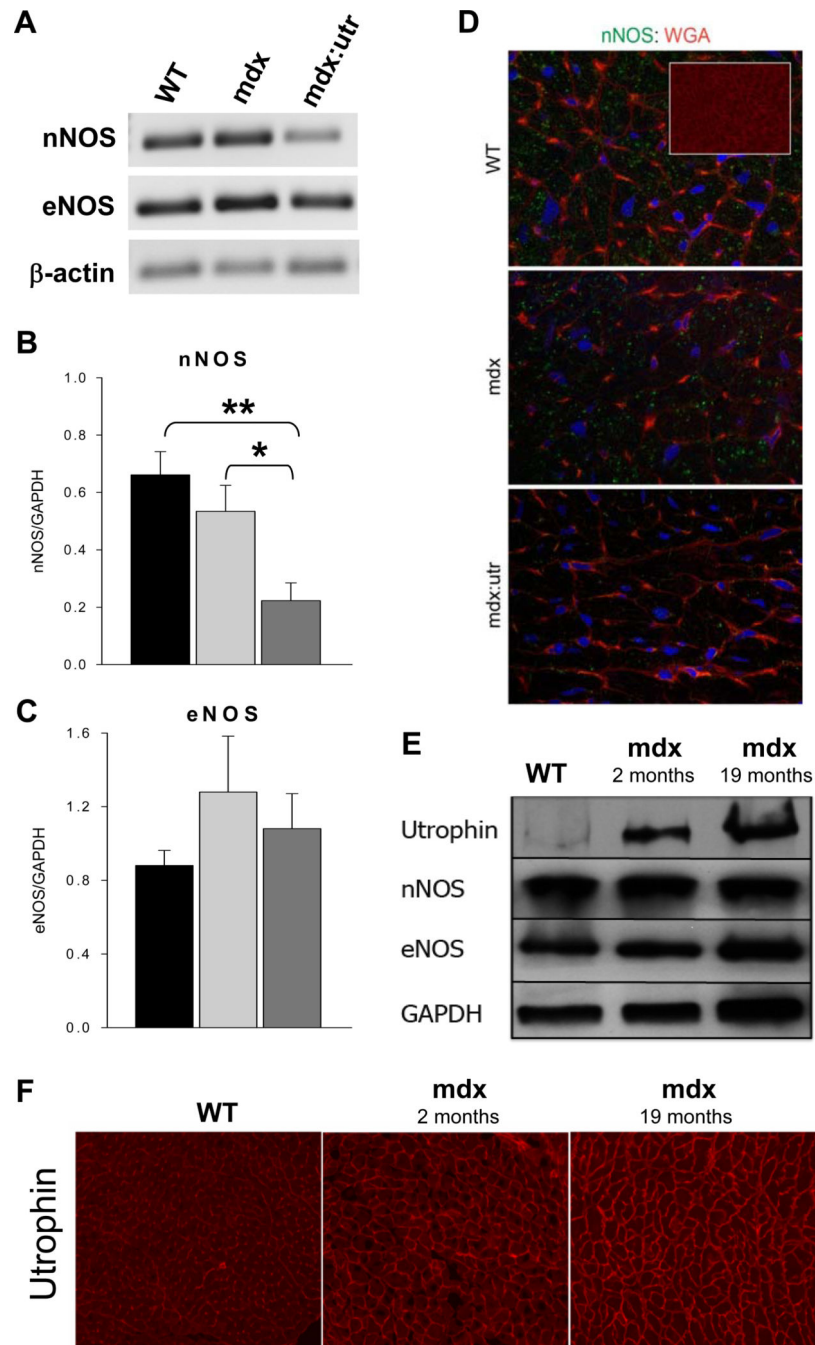 A
WT
mdx
mdx:utr
nNOS
eNOS
β-actin
B
nNOS
nNOS/GAPDH
1.0
0.8
0.6
0.4
0.2
0.0
**
*
C
eNOS
eNOS/GAPDH
1.6
1.2
0.8
0.4
0.0
D
nNOS: WGA
WT
mdx
mdx:utr
E
WT
mdx
2 months
mdx
19 months
Utrophin
nNOS
eNOS
GAPDH
F
WT
mdx
2 months
mdx
19 months
Utrophin